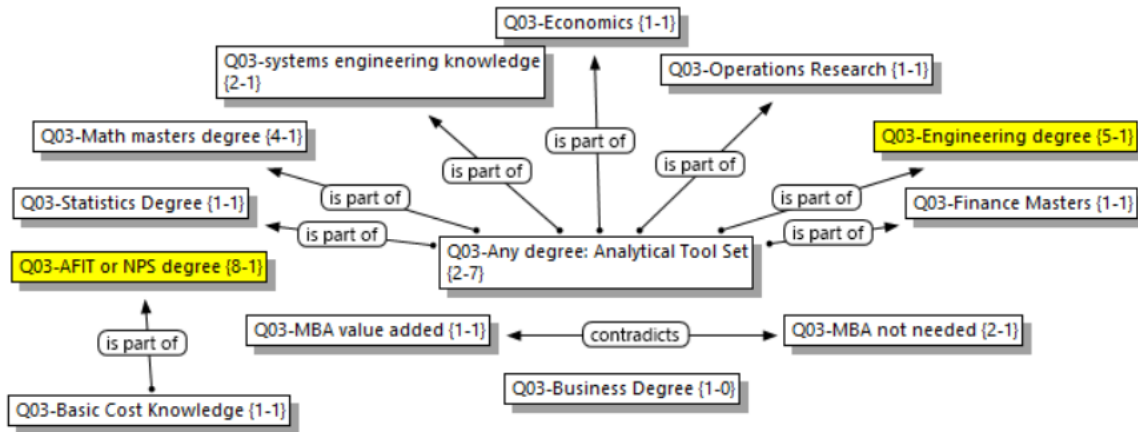 Q03-Economics {1-1}
Q03-systems engineering knowledge
{2-1}
Q03-Operations Research {1-1}
Q03-Math masters degree {4-1}
is part of
Q03-Engineering degree {5-1}
is part of
is part of
is part of
is part of
Q03-Statistics Degree {1-1}
Q03-Finance Masters {1-1}
is part of
is part of
Q03-Any degree: Analytical Tool Set
{2-7}
Q03-AFIT or NPS degree {8-1}
is part of
Q03-MBA value added {1-1}
contradicts
Q03-MBA not needed {2-1}
Q03-Business Degree {1-0}
Q03-Basic Cost Knowledge {1-1}